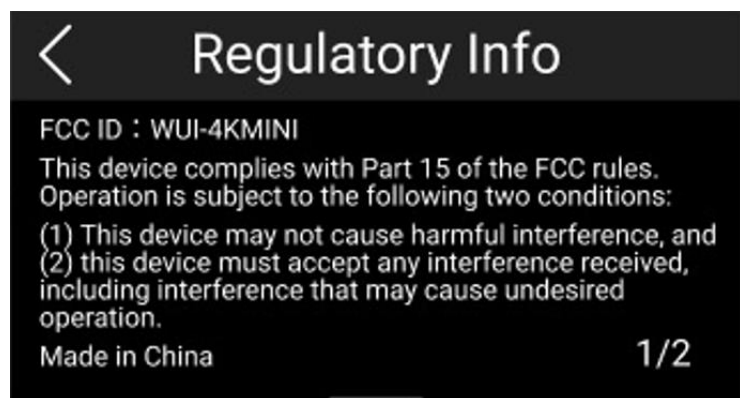 Regulatory Info
FCC ID：WUI-4KMINI
This device complies with Part 15 of the FCC rules.
Operation is subject to the following two conditions:
(1) This device may not cause harmful interference, and
(2) this device must accept any interference received,
including interference that may cause undesired
operation.
Made in China
1/2